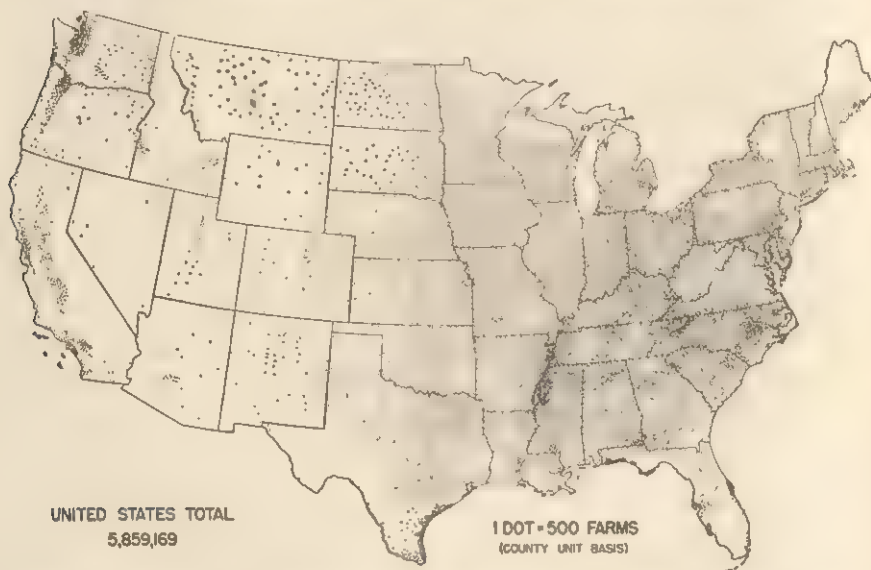 UNITED STATES TOTAL
5,859,169
1 DOT = 500 FARMS
(COUNTY UNIT BASIS)